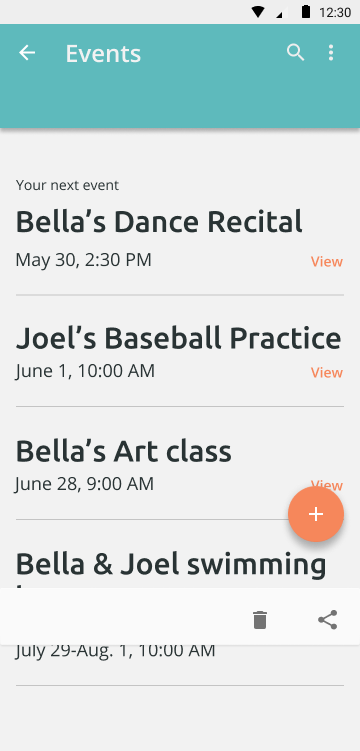 12:30
Events
Your next event
Bella’s Dance Recital
May 30, 2:30 PM
View
Joel’s Baseball Practice
June 1, 10:00 AM
View
Bella’s Art class
June 28, 9:00 AM
View
Bella & Joel swimming
July 29-Aug. 1, 10:00 AM